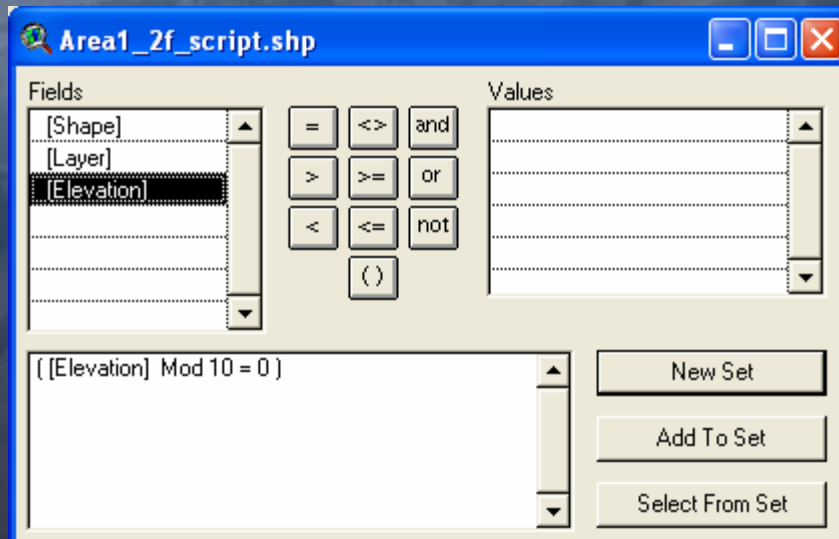 Area1_2f_script.shp
Fields
Values
[Shape]
[Layer]
[Elevation]
= <> and
> >= or
< <= not
( )
( [Elevation] Mod 10 = 0 )
New Set
Add To Set
Select From Set